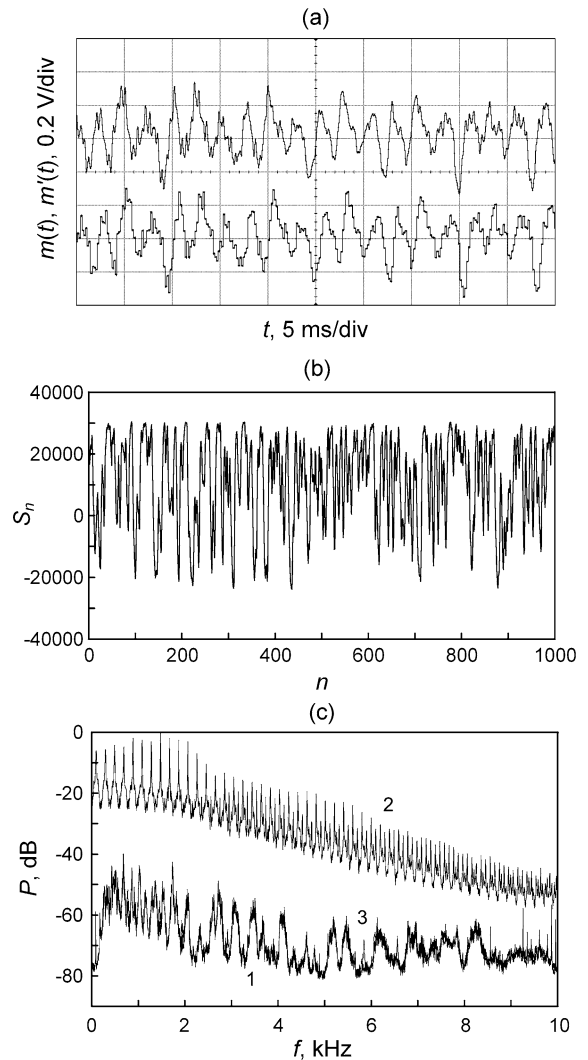 (a)
m(t), m'(t), 0.2 V/div
t, 5 ms/div
(b)
40000
20000
0
-20000
-40000
Sn
0 200 400 600 800 1000
n
(c)
0
-20
-40
-60
-80
P, dB
2
3
1
0 2 4 6 8 10
f, kHz